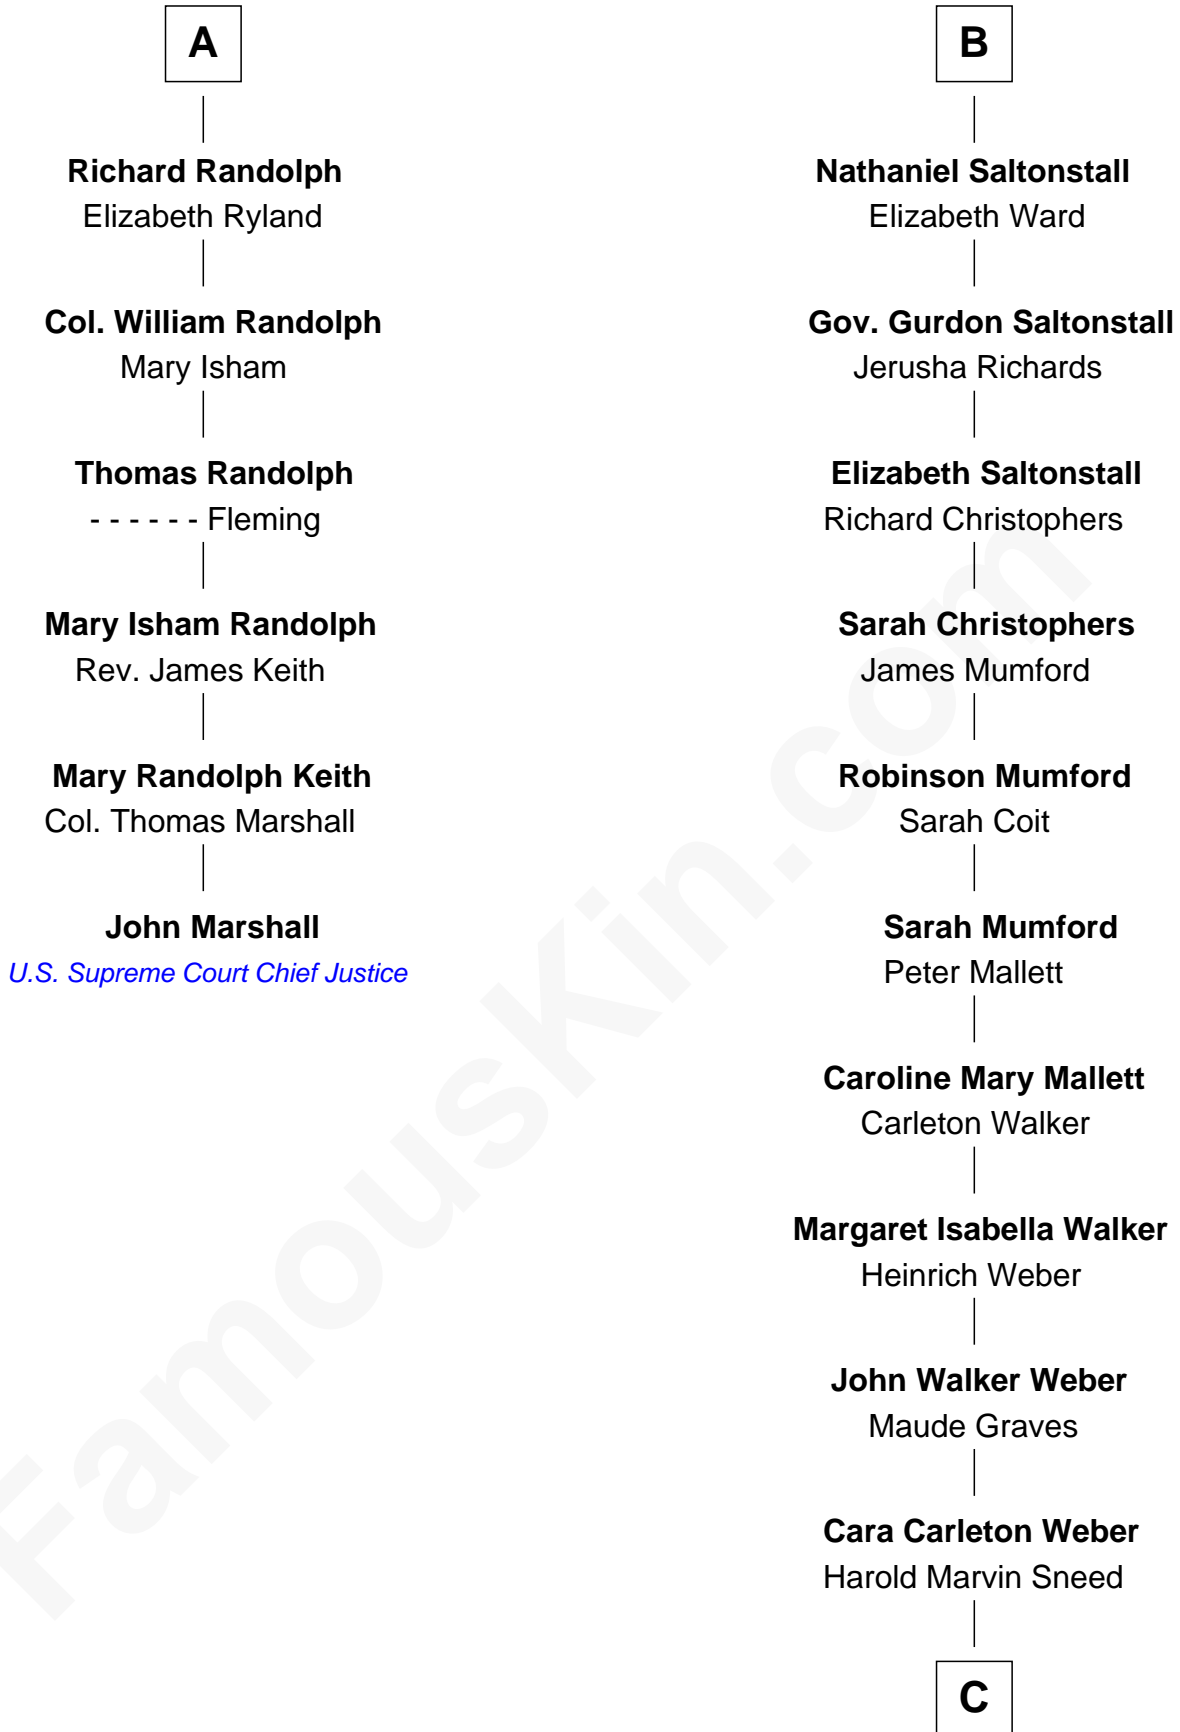 A
Richard Randolph
Elizabeth Ryland
Col. William Randolph
Mary Isham
Thomas Randolph
- - - - - - Fleming
Mary Isham Randolph
Rev. James Keith
Mary Randolph Keith
Col. Thomas Marshall
John Marshall
U.S. Supreme Court Chief Justice
B
Nathaniel Saltonstall
Elizabeth Ward
Gov. Gurdon Saltonstall
Jerusha Richards
Elizabeth Saltonstall
Richard Christophers
Sarah Christophers
James Mumford
Robinson Mumford
Sarah Coit
Sarah Mumford
Peter Mallett
Caroline Mary Mallett
Carleton Walker
Margaret Isabella Walker
Heinrich Weber
John Walker Weber
Maude Graves
Cara Carleton Weber
Harold Marvin Sneed
C
FamousKin.com